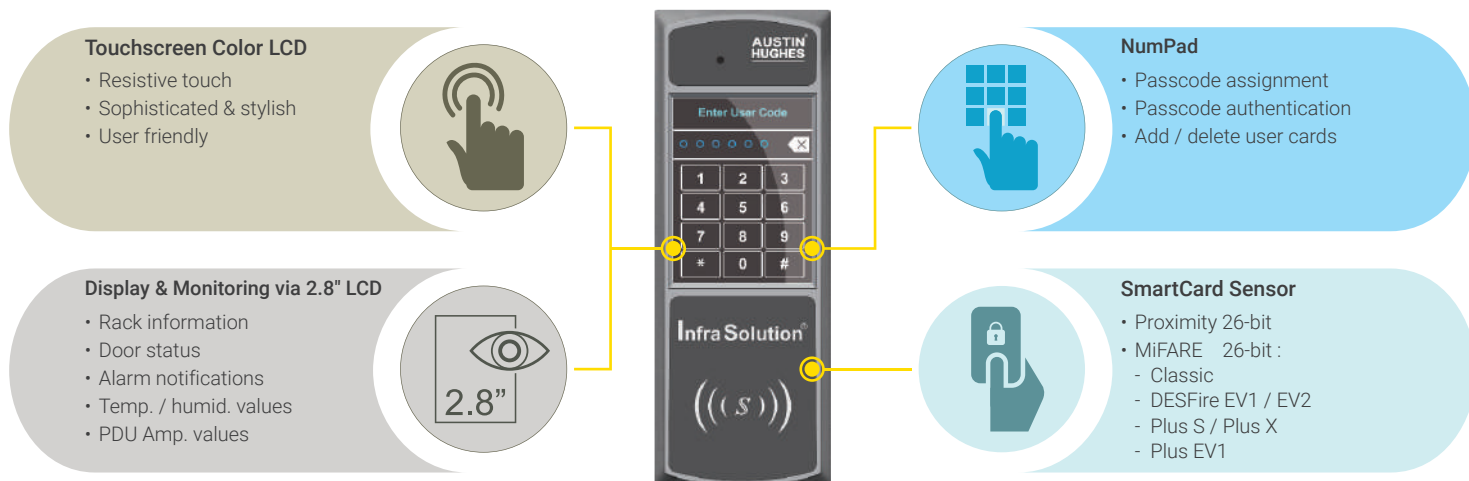 Touchscreen Color LCD
• Resistive touch
• Sophisticated & stylish
• User friendly
Display & Monitoring via 2.8" LCD
• Rack information
• Door status
• Alarm notifications
• Temp. / humid. values
• PDU Amp. values
2.8”
AUSTIN
HUGHES
Enter User Code
1 2 3
4 5 6
7 8 9
* 0 #
InfraSolution®
(((S)))
NumPad
• Passcode assignment
• Passcode authentication
• Add / delete user cards
SmartCard Sensor
• Proximity 26-bit
• MiFARE 26-bit :
- Classic
- DESFire EV1 / EV2
- Plus S / Plus X
- Plus EV1